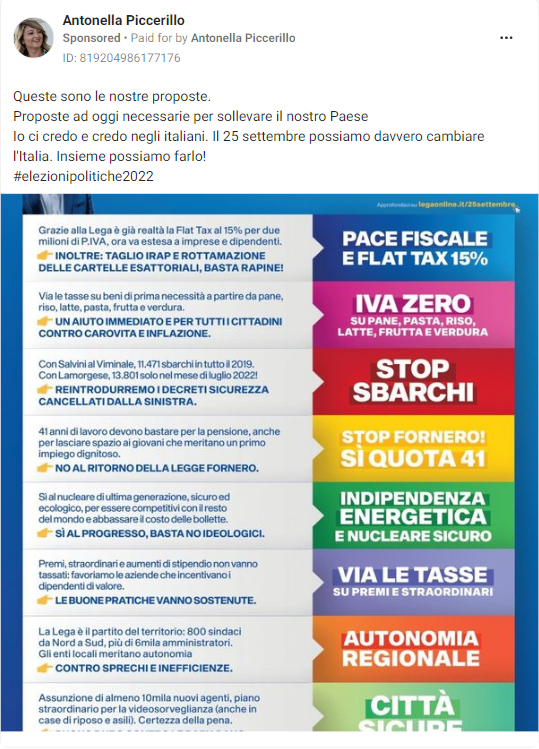 Antonella Piccerillo
Sponsored • Paid for by Antonella Piccerillo
ID: 819204986177176
Queste sono le nostre proposte.
Proposte ad oggi necessarie per sollevare il nostro Paese
Io ci credo e credo negli italiani. Il 25 settembre possiamo davvero cambiare
l'Italia. Insieme possiamo farlo!
#elezionipolitiche2022
Approfondisci su legaonline.it/25settembre
Grazie alla Lega è già realtà la Flat Tax al 15% per due
milioni di P.IVA, ora va estesa a imprese e dipendenti.
👉 INOLTRE: TAGLIO IRAP E ROTTAMAZIONE
DELLE CARTELLE ESATTORIALI, BASTA RAPINE!
PACE FISCALE
E FLAT TAX 15%
Via le tasse su beni di prima necessità a partire da pane,
riso, latte, pasta, frutta e verdura.
👉 UN AIUTO IMMEDIATO E PER TUTTI I CITTADINI
CONTRO CAROVITA E INFLAZIONE.
IVA ZERO
SU PANE, PASTA, RISO,
LATTE, FRUTTA E VERDURA
Con Salvini al Viminale, 11.471 sbarchi in tutto il 2019.
Con Lamorgese, 13.801 solo nel mese di luglio 2022!
👉 REINTRODURREMO I DECRETI SICUREZZA
CANCELLATI DALLA SINISTRA.
STOP
SBARCHI
41 anni di lavoro devono bastare per la pensione, anche
per lasciare spazio ai giovani che meritano un primo
impiego dignitoso.
👉 NO AL RITORNO DELLA LEGGE FORNERO.
STOP FORNERO!
SÌ QUOTA 41
Sì al nucleare di ultima generazione, sicuro ed
ecologico, per essere competitivi con il resto
del mondo e abbassare il costo delle bollette.
👉 SÌ AL PROGRESSO, BASTA NO IDEOLOGICI.
INDIPENDENZA
ENERGETICA
E NUCLEARE SICURO
Premi, straordinari e aumenti di stipendio non vanno
tassati: favoriamo le aziende che incentivano i
dipendenti di valore.
👉 LE BUONE PRATICHE VANNO SOSTENUTE.
VIA LE TASSE
SU PREMI E STRAORDINARI
La Lega è il partito del territorio: 800 sindaci
da Nord a Sud, più di 6mila amministratori.
Gli enti locali meritano autonomia
👉 CONTRO SPRECHI E INEFFICIENZE.
AUTONOMIA
REGIONALE
Assunzione di almeno 10mila nuovi agenti, piano
straordinario per la videosorveglianza (anche in
case di riposo e asili). Certezza della pena.
CITTÀ
SICURE